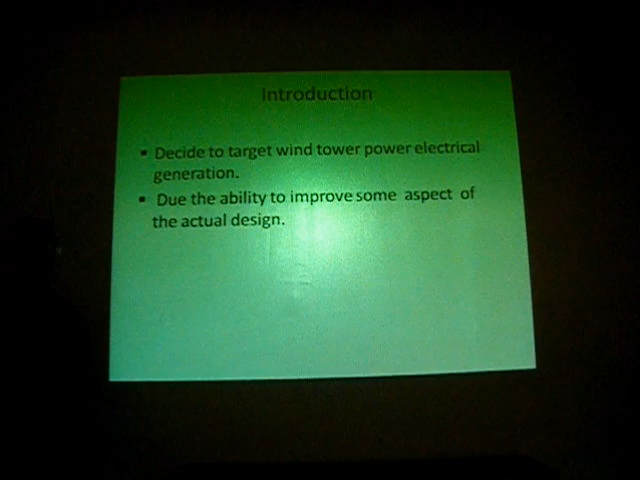 Introduction
▪ Decide to target wind tower power electrical
generation.
▪ Due the ability to improve some aspect of
the actual design.